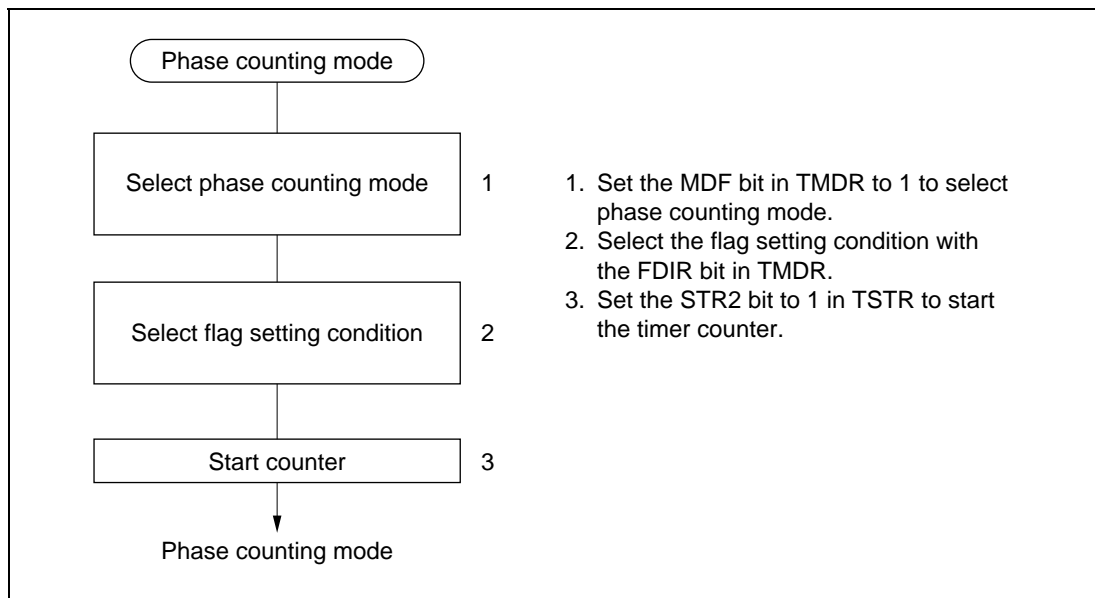 Phase counting mode
Select phase counting mode 1
Select flag setting condition 2
Start counter 3
Phase counting mode
1. Set the MDF bit in TMDR to 1 to select
phase counting mode.
2. Select the flag setting condition with
the FDIR bit in TMDR.
3. Set the STR2 bit to 1 in TSTR to start
the timer counter.